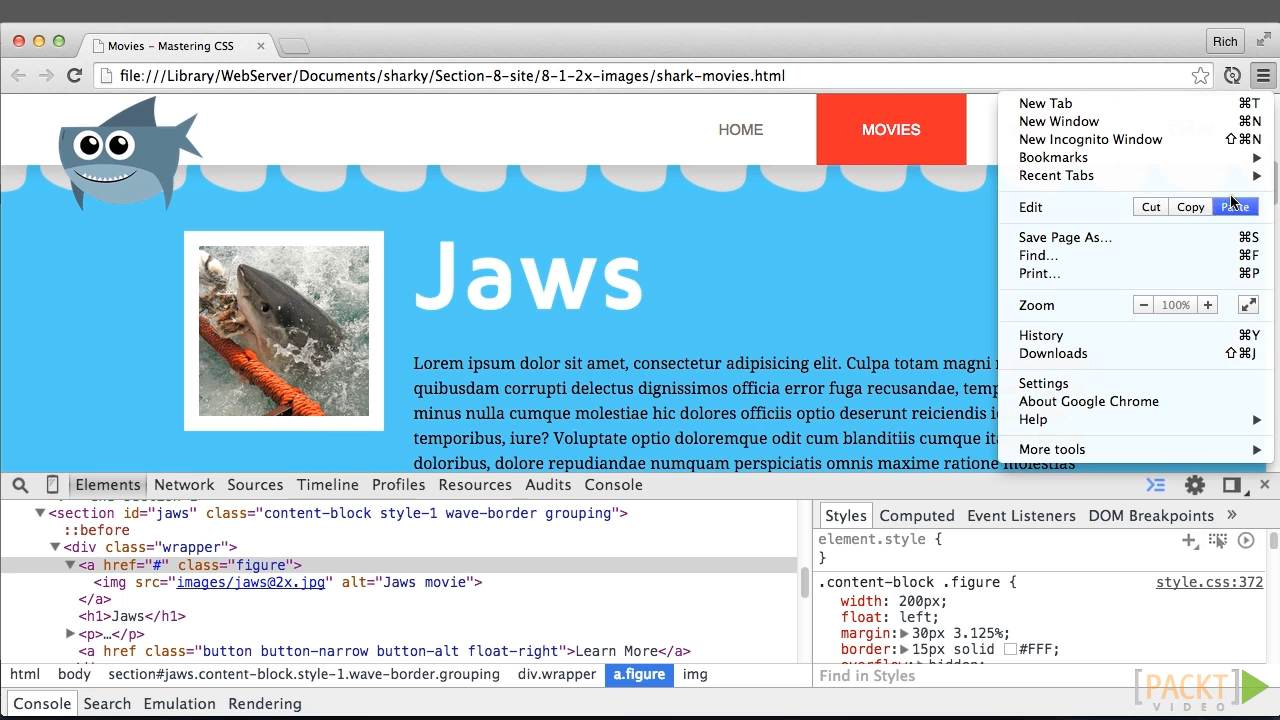 Movies – Mastering CSS
Rich
file:///Library/WebServer/Documents/sharky/Section-8-site/8-1-2x-images/shark-movies.html
HOME
MOVIES
New Tab ⌘T
New Window ⌘N
New Incognito Window ⇧⌘N
Bookmarks
Recent Tabs
Edit Cut Copy Paste
Save Page As... ⌘S
Find... ⌘F
Print... ⌘P
Zoom − 100% +
History ⌘Y
Downloads ⇧⌘J
Settings
About Google Chrome
Help
More tools
Jaws
Lorem ipsum dolor sit amet, consectetur adipisicing elit. Culpa totam magni
quibusdam corrupti delectus dignissimos officia error fuga recusandae, temp
minus nulla cumque molestiae hic dolores officiis optio deserunt reiciendis
temporibus, iure? Voluptate optio doloremque odit cum blanditiis cumque
doloribus, dolore repudiandae numquam perspiciatis omnis maxime ratione molestias
Elements Network Sources Timeline Profiles Resources Audits Console
<section id="jaws" class="content-block style-1 wave-border grouping">
::before
<div class="wrapper">
<a href="#" class="figure">
<img src="images/jaws@2x.jpg" alt="Jaws movie">
</a>
<h1>Jaws</h1>
<p>…</p>
<a href class="button button-narrow button-alt float-right">Learn More</a>
html body section#jaws.content-block.style-1.wave-border.grouping div.wrapper a.figure img
Styles Computed Event Listeners DOM Breakpoints »
element.style {
}
.content-block .figure { style.css:372
width: 200px;
float: left;
margin: 30px 3.125%;
border: 15px solid #FFF;
overflow: hidden;
Find in Styles
Console Search Emulation Rendering
[PACKT]
VIDEO